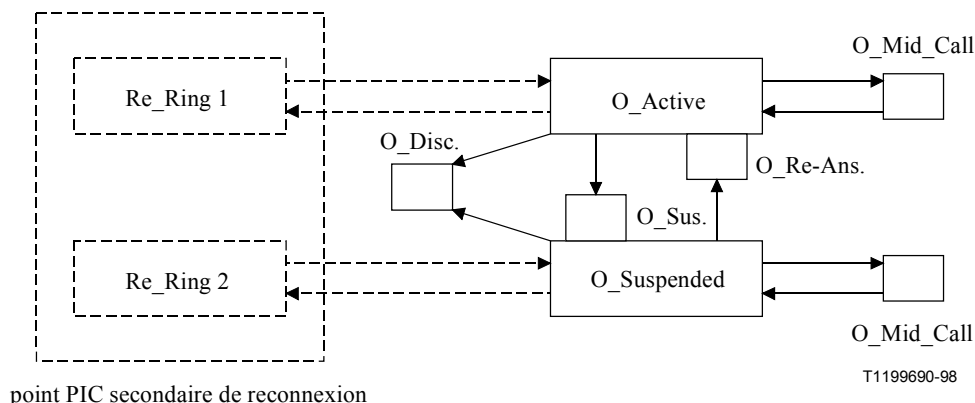 O_Mid_Call
Re_Ring 1
O_Active
O_Disc.
O_Re-Ans.
O_Sus.
Re_Ring 2
O_Suspended
O_Mid_Call
T1199690-98
point PIC secondaire de reconnexion